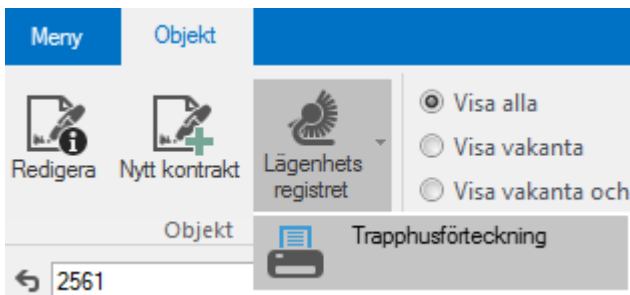 Meny
Objekt
Redigera
Nytt kontrakt
Lägenhets
registret
Visa alla
Visa vakanta
Visa vakanta och
Objekt
Trapphusförteckning
2561